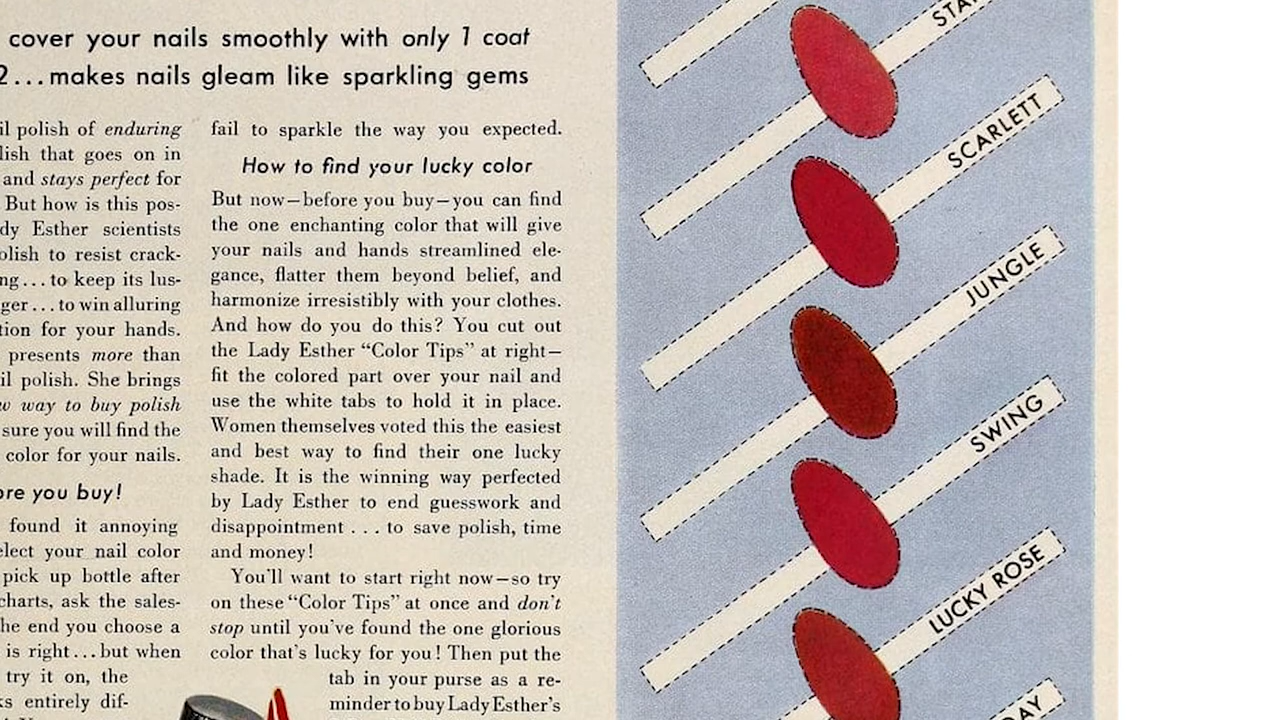 cover your nails smoothly with only 1 coat
2...makes nails gleam like sparkling gems
polish of enduring
that goes on in
and stays perfect for
But how is this pos-
Esther scientists
to resist crack-
...to keep its lus-
...to win alluring
for your hands.
presents more than
polish. She brings
way to buy polish
sure you will find the
color for your nails.
you buy!
found it annoying
your nail color
pick up bottle after
charts, ask the sales-
the end you choose a
is right...but when
try it on, the
entirely dif-
fail to sparkle the way you expected.
How to find your lucky color
But now—before you buy—you can find
the one enchanting color that will give
your nails and hands streamlined ele-
gance, flatter them beyond belief, and
harmonize irresistibly with your clothes.
And how do you do this? You cut out
the Lady Esther "Color Tips" at right—
fit the colored part over your nail and
use the white tabs to hold it in place.
Women themselves voted this the easiest
and best way to find their one lucky
shade. It is the winning way perfected
by Lady Esther to end guesswork and
disappointment . . . to save polish, time
and money!
You'll want to start right now—so try
on these "Color Tips" at once and don't
stop until you've found the one glorious
color that's lucky for you! Then put the
tab in your purse as a re-
minder to buy Lady Esther's
SCARLETT
JUNGLE
SWING
LUCKY ROSE